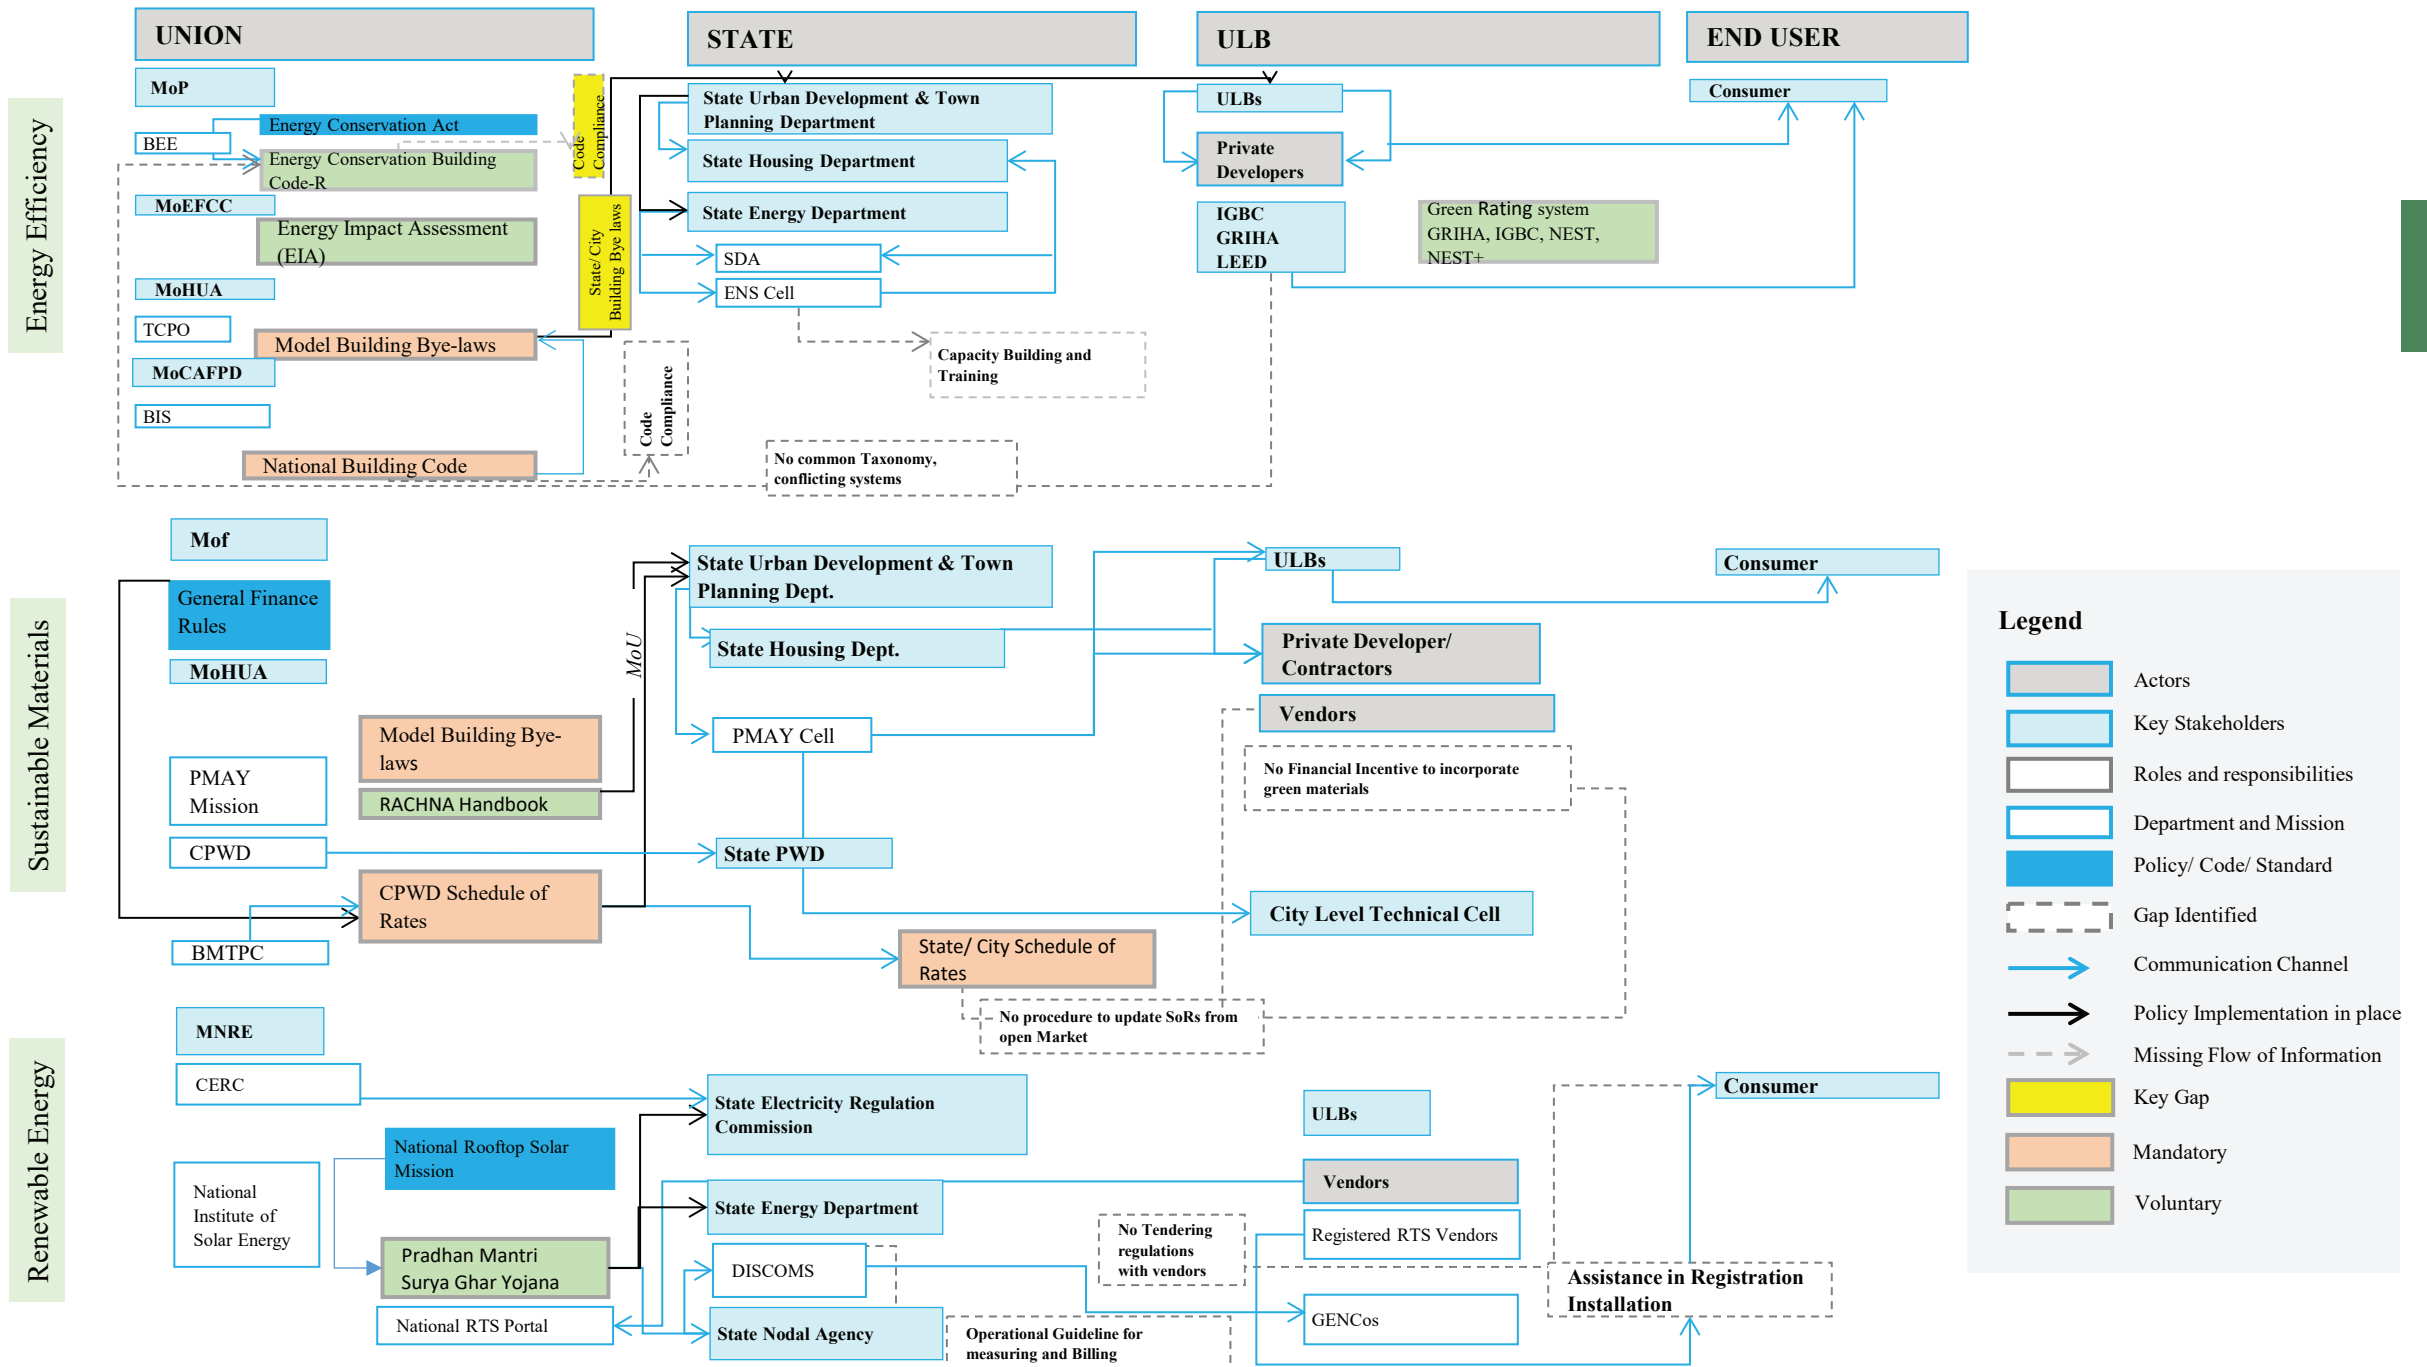 UNION
STATE
ULB
END USER
Energy Efficiency
MoP
Energy Conservation Act
BEE
Energy Conservation Building
Code-R
MoEFCC
Energy Impact Assessment
(EIA)
MoHUA
TCPO
Model Building Bye-laws
MoCAFPD
BIS
National Building Code
Code
Compliance
State/ City
Building Bye laws
Code
Compliance
State Urban Development & Town
Planning Department
State Housing Department
State Energy Department
SDA
ENS Cell
Capacity Building and
Training
No common Taxonomy,
conflicting systems
ULBs
Private
Developers
IGBC
GRIHA
LEED
Green Rating system
GRIHA, IGBC, NEST,
NEST+
Consumer
Sustainable Materials
Mof
General Finance
Rules
MoHUA
Model Building Bye-
laws
PMAY
Mission
RACHNA Handbook
CPWD
CPWD Schedule of
Rates
BMTPC
MoU
State Urban Development & Town
Planning Dept.
State Housing Dept.
PMAY Cell
State PWD
State/ City Schedule of
Rates
No procedure to update SoRs from
open Market
ULBs
Private Developer/
Contractors
Vendors
No Financial Incentive to incorporate
green materials
City Level Technical Cell
Consumer
Renewable Energy
MNRE
CERC
National Rooftop Solar
Mission
National
Institute of
Solar Energy
Pradhan Mantri
Surya Ghar Yojana
National RTS Portal
State Electricity Regulation
Commission
State Energy Department
DISCOMS
State Nodal Agency
Operational Guideline for
measuring and Billing
No Tendering
regulations
with vendors
ULBs
Vendors
Registered RTS Vendors
GENCos
Assistance in Registration
Installation
Consumer
Legend
Actors
Key Stakeholders
Roles and responsibilities
Department and Mission
Policy/ Code/ Standard
Gap Identified
Communication Channel
Policy Implementation in place
Missing Flow of Information
Key Gap
Mandatory
Voluntary